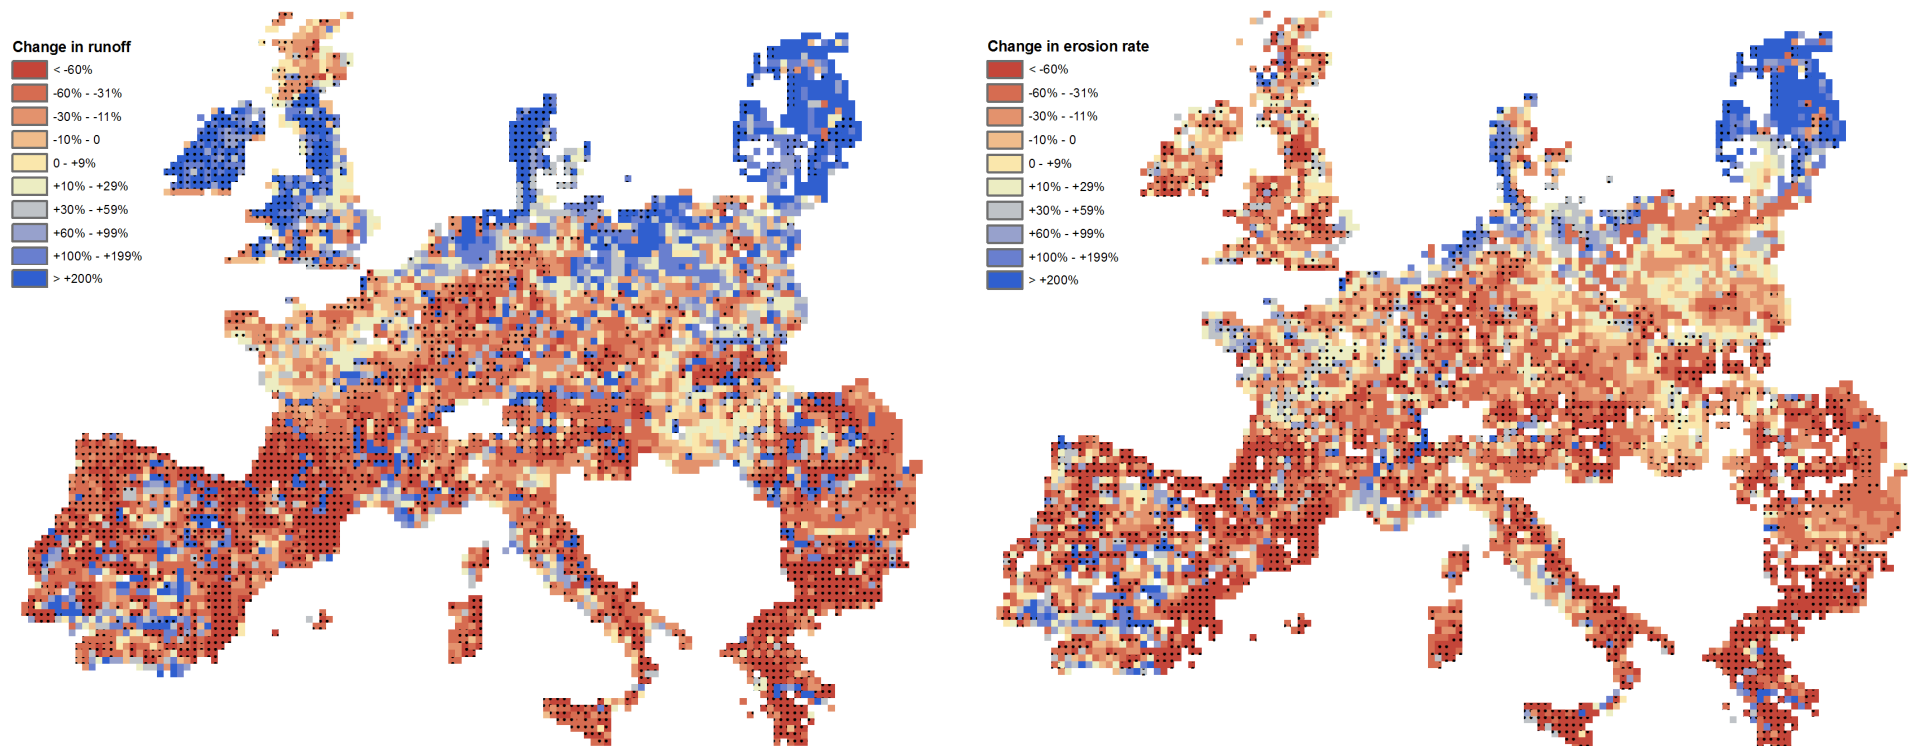 Change in runoff
< -60%
-60% - -31%
-30% - -11%
-10% - 0
0 - +9%
+10% - +29%
+30% - +59%
+60% - +99%
+100% - +199%
> +200%
Change in erosion rate
< -60%
-60% - -31%
-30% - -11%
-10% - 0
0 - +9%
+10% - +29%
+30% - +59%
+60% - +99%
+100% - +199%
> +200%